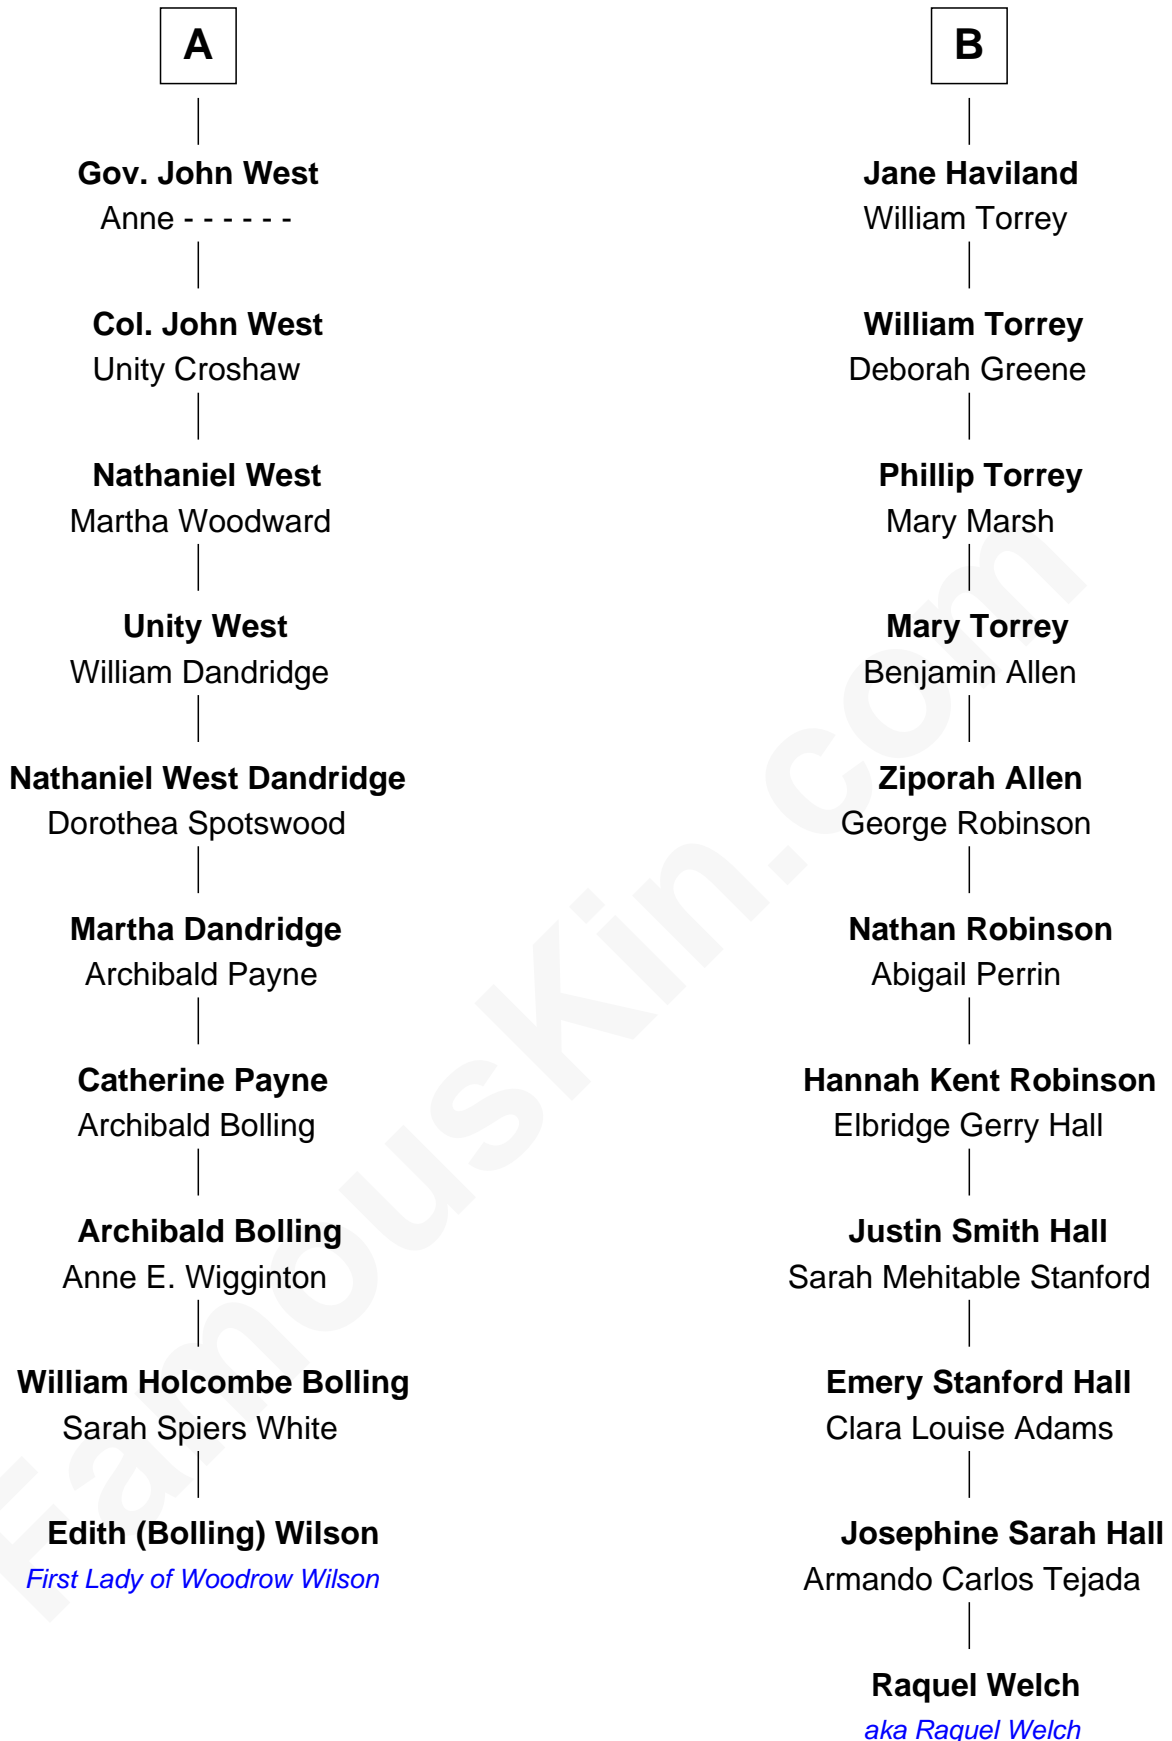 A
Gov. John West
Anne - - - - - -
Col. John West
Unity Croshaw
Nathaniel West
Martha Woodward
Unity West
William Dandridge
Nathaniel West Dandridge
Dorothea Spotswood
Martha Dandridge
Archibald Payne
Catherine Payne
Archibald Bolling
Archibald Bolling
Anne E. Wigginton
William Holcombe Bolling
Sarah Spiers White
Edith (Bolling) Wilson
First Lady of Woodrow Wilson
B
Jane Haviland
William Torrey
William Torrey
Deborah Greene
Phillip Torrey
Mary Marsh
Mary Torrey
Benjamin Allen
Ziporah Allen
George Robinson
Nathan Robinson
Abigail Perrin
Hannah Kent Robinson
Elbridge Gerry Hall
Justin Smith Hall
Sarah Mehitable Stanford
Emery Stanford Hall
Clara Louise Adams
Josephine Sarah Hall
Armando Carlos Tejada
Raquel Welch
aka Raquel Welch
FamousKin.com